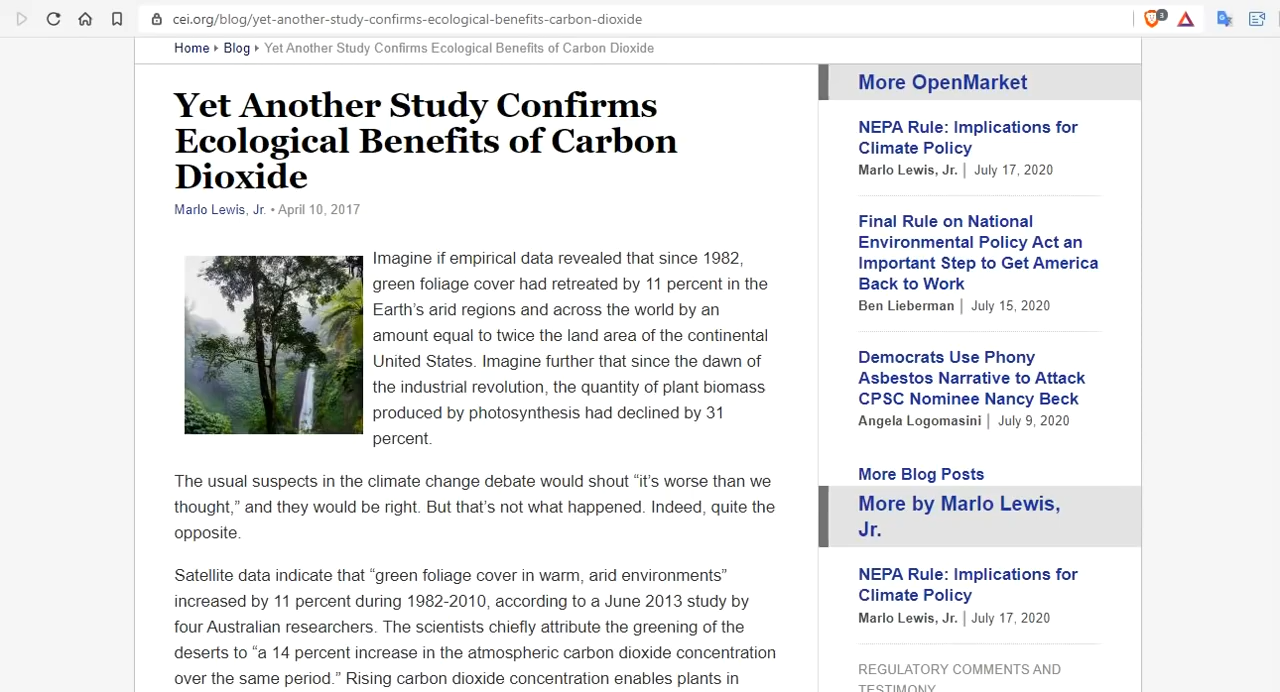 cei.org/blog/yet-another-study-confirms-ecological-benefits-carbon-dioxide
3
Home ▸ Blog ▸ Yet Another Study Confirms Ecological Benefits of Carbon Dioxide
Yet Another Study Confirms
Ecological Benefits of Carbon
Dioxide
Marlo Lewis, Jr. • April 10, 2017
Imagine if empirical data revealed that since 1982,
green foliage cover had retreated by 11 percent in the
Earth’s arid regions and across the world by an
amount equal to twice the land area of the continental
United States. Imagine further that since the dawn of
the industrial revolution, the quantity of plant biomass
produced by photosynthesis had declined by 31
percent.
The usual suspects in the climate change debate would shout “it’s worse than we
thought,” and they would be right. But that’s not what happened. Indeed, quite the
opposite.
Satellite data indicate that “green foliage cover in warm, arid environments”
increased by 11 percent during 1982-2010, according to a June 2013 study by
four Australian researchers. The scientists chiefly attribute the greening of the
deserts to “a 14 percent increase in the atmospheric carbon dioxide concentration
over the same period.” Rising carbon dioxide concentration enables plants in
More OpenMarket
NEPA Rule: Implications for
Climate Policy
Marlo Lewis, Jr. | July 17, 2020
Final Rule on National
Environmental Policy Act an
Important Step to Get America
Back to Work
Ben Lieberman | July 15, 2020
Democrats Use Phony
Asbestos Narrative to Attack
CPSC Nominee Nancy Beck
Angela Logomasini | July 9, 2020
More Blog Posts
More by Marlo Lewis,
Jr.
NEPA Rule: Implications for
Climate Policy
Marlo Lewis, Jr. | July 17, 2020
REGULATORY COMMENTS AND
TESTIMONY